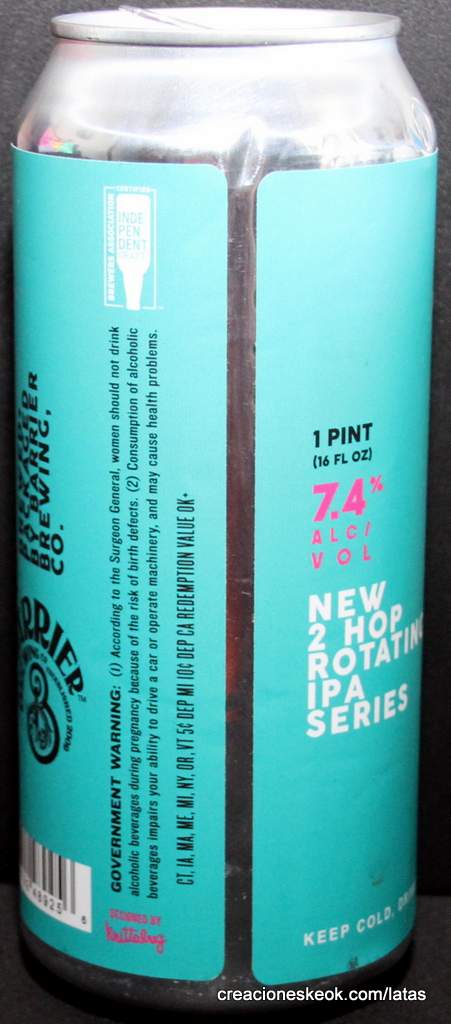 CERTIFIED
BREWERS ASSOCIATION
INDE
PEN
DENT
CRAFT
BY BARRIER
BREWING,
CO.
GOVERNMENT WARNING: (1) According to the Surgeon General, women should not drink
alcoholic beverages during pregnancy because of the risk of birth defects. (2) Consumption of alcoholic
beverages impairs your ability to drive a car or operate machinery, and may cause health problems.
CT, IA, MA, ME, MI, NY, OR, VT 5¢ DEP MI 10¢ DEP CA REDEMPTION VALUE OK+
DESIGNED BY
1 PINT
(16 FL OZ)
7.4%
ALC/
VOL
NEW
2 HOP
ROTATING
IPA
SERIES
KEEP COLD,
creacioneskeok.com/latas